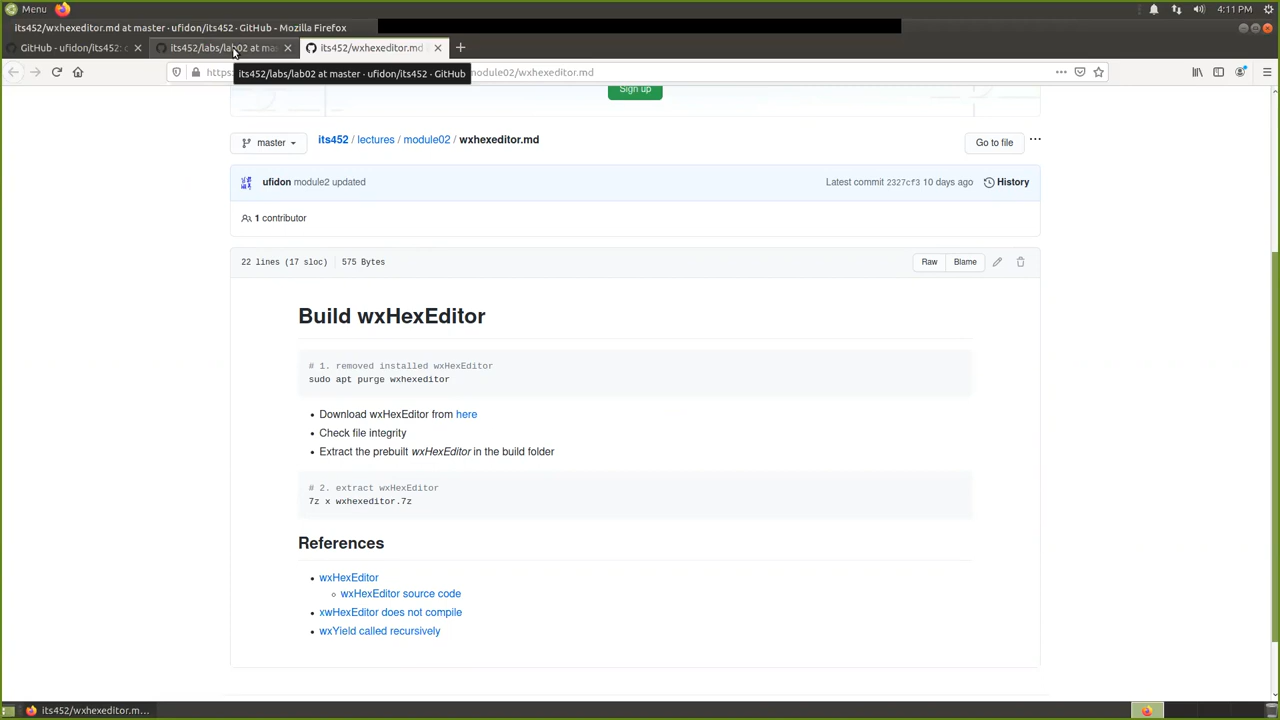 Menu
4:11 PM
its452/wxhexeditor.md at master · ufidon/its452 · GitHub - Mozilla Firefox
GitHub - ufidon/its452: c
its452/labs/lab02 at mas
its452/wxhexeditor.md
https:
odule02/wxhexeditor.md
its452/labs/lab02 at master · ufidon/its452 · GitHub
Sign up
master
its452 / lectures / module02 / wxhexeditor.md
Go to file
ufidon module2 updated
Latest commit 2327cf3 10 days ago
History
1 contributor
22 lines (17 sloc)
575 Bytes
Raw
Blame
Build wxHexEditor
# 1. removed installed wxHexEditor
sudo apt purge wxhexeditor
Download wxHexEditor from here
Check file integrity
Extract the prebuilt wxHexEditor in the build folder
# 2. extract wxHexEditor
7z x wxhexeditor.7z
References
wxHexEditor
wxHexEditor source code
xwHexEditor does not compile
wxYield called recursively
its452/wxhexeditor.m...